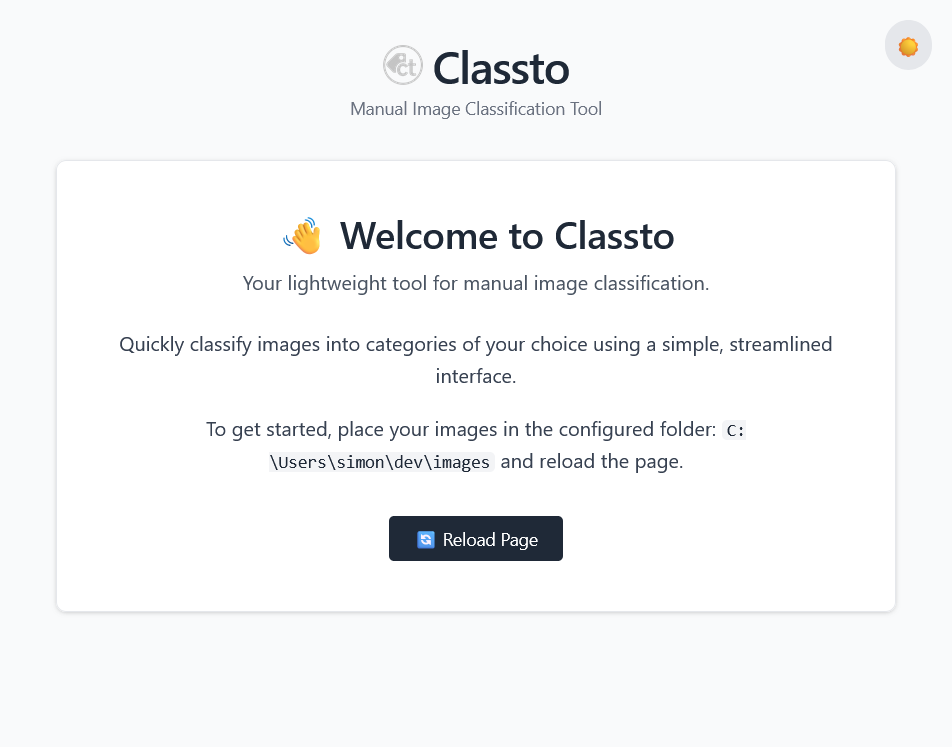 ct Classto
Manual Image Classification Tool
Welcome to Classto
Your lightweight tool for manual image classification.
Quickly classify images into categories of your choice using a simple, streamlined
interface.
To get started, place your images in the configured folder: C:
\Users\simon\dev\images and reload the page.
Reload Page